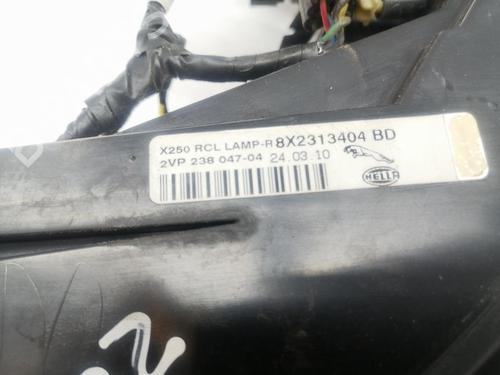 X250 RCL LAMP-R 8X2313404 BD
2VP 238 047-04 24.03.10
HELLA